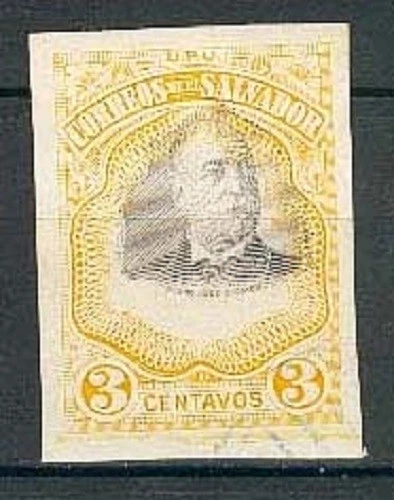 U.P.U.
CORREOS DEL SALVADOR
3 CENTAVOS 3